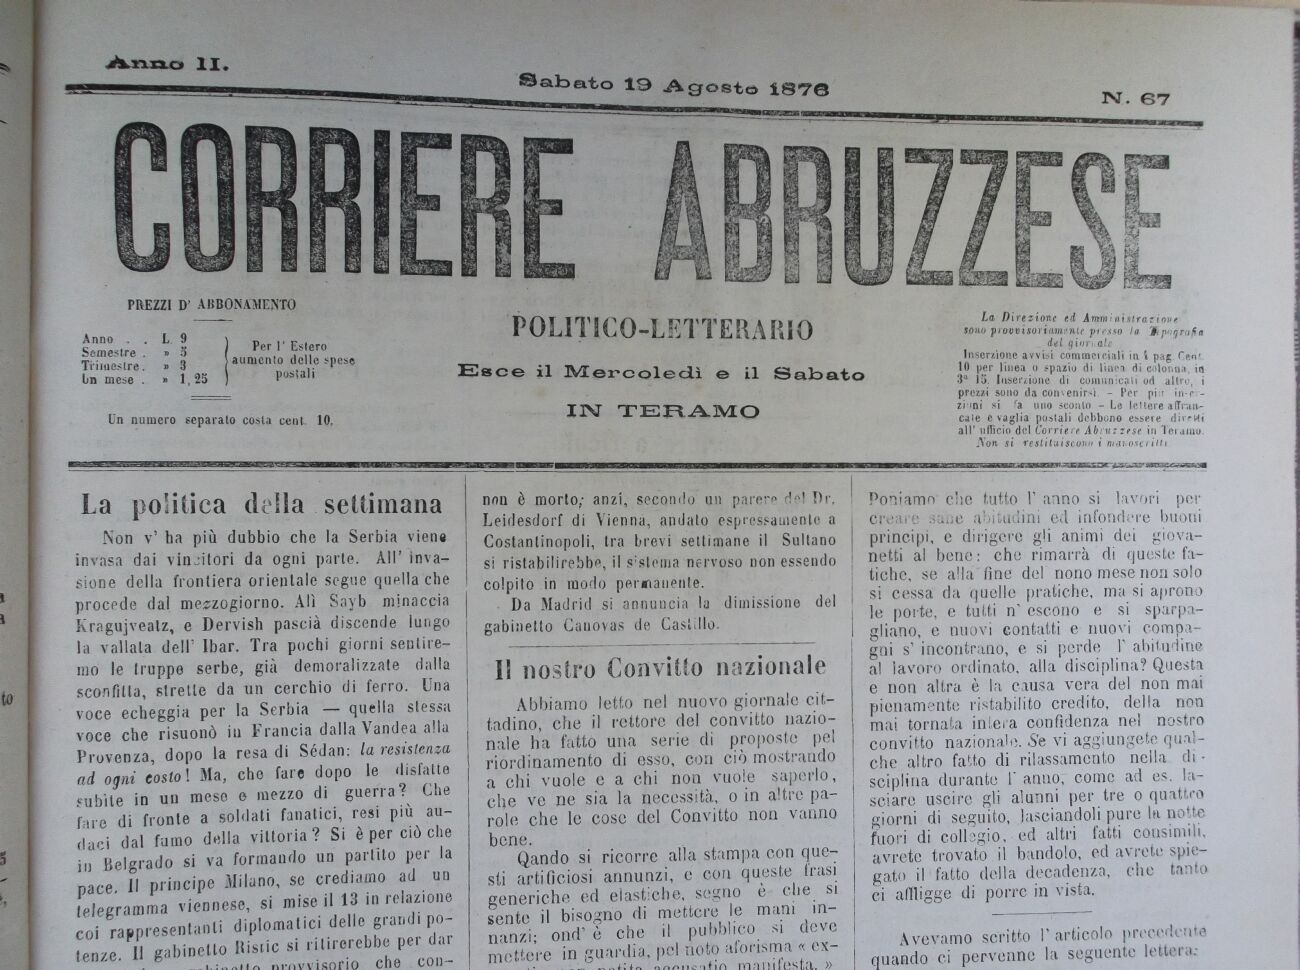 Anno II.
Sabato 19 Agosto 1876
N. 67
CORRIERE ABRUZZESE
PREZZI D' ABBONAMENTO
Anno . . L 9
Semestre . » 5
Trimestre . » 3
Un mese . » 1,25
Per l' Estero
aumento delle spese
postali
Un numero separato costa cent. 10.
POLITICO-LETTERARIO
Esce il Mercoledì e il Sabato
IN TERAMO
La Direzione ed Amministrazione
sono provvisoriamente presso la Tipografia
del giornale
Inserzione avvisi commerciali in 4 pag. Cent.
10 per linea o spazio di linea di colonna, in
3ª 15. Inserzione di comunicati od altro, i
prezzi sono da convenirsi. - Per più inser-
zioni si fa uno sconto - Le lettere affran-
cate e vaglia postali debbono essere diretti
all' ufficio del Corriere Abruzzese in Teramo.
Non si restituiscono i manoscritti
La politica della settimana
Non v' ha più dubbio che la Serbia viene
invasa dai vincitori da ogni parte. All' inva-
sione della frontiera orientale segue quella che
procede dal mezzogiorno. Alì Sayb minaccia
Kragujveatz, e Dervish pascià discende lungo
la vallata dell' Ibar. Tra pochi giorni sentire-
mo le truppe serbe, già demoralizzate dalla
sconfitta, strette da un cerchio di ferro. Una
voce echeggia per la Serbia — quella stessa
voce che risuonò in Francia dalla Vandea alla
Provenza, dopo la resa di Sédan: la resistenza
ad ogni costo! Ma, che fare dopo le disfatte
subite in un mese e mezzo di guerra? Che
fare di fronte a soldati fanatici, resi più au-
daci dal fumo della vittoria? Si è per ciò che
in Belgrado si va formando un partito per la
pace. Il principe Milano, se crediamo ad un
telegramma viennese, si mise il 13 in relazione
coi rappresentanti diplomatici delle grandi po-
tenze. Il gabinetto Ristic si ritirerebbe per dar
gabinetto provvisorio che con-
non è morto; anzi, secondo un parere del Dr.
Leidesdorf di Vienna, andato espressamente a
Costantinopoli, tra brevi settimane il Sultano
si ristabilirebbe, il sistema nervoso non essendo
colpito in modo permanente.
Da Madrid si annuncia la dimissione del
gabinetto Canovas de Castillo.
Il nostro Convitto nazionale
Abbiamo letto nel nuovo giornale cit-
tadino, che il rettore del convitto nazio-
nale ha fatto una serie di proposte pel
riordinamento di esso, con ciò mostrando
a chi vuole e a chi non vuole saperlo,
che ve ne sia la necessità, o in altre pa-
role che le cose del Convitto non vanno
bene.
Qando si ricorre alla stampa con que-
sti artificiosi annunzi, e con queste frasi
generiche ed elastiche, segno è che si
sente il bisogno di mettere le mani in-
nanzi; ond' è che il pubblico si deve
mettere in guardia, pel noto aforisma « ex-
petita accusatio manifesta. »
Poniamo che tutto l' anno si lavori per
creare sane abitudini ed infondere buoni
principi, e dirigere gli animi dei giova-
netti al bene: che rimarrà di queste fa-
tiche, se alla fine del nono mese non solo
si cessa da quelle pratiche, ma si aprono
le porte, e tutti n' escono e si sparpa-
gliano, e nuovi contatti e nuovi compa-
gni s' incontrano, e si perde l' abitudine
al lavoro ordinato, alla disciplina? Questa
e non altra è la causa vera del non mai
pienamente ristabilito credito, della non
mai tornata intera confidenza nel nostro
convitto nazionale. Se vi aggiungete qual-
che altro fatto di rilassamento nella di-
sciplina durante l' anno, come ad es. la-
sciare uscire gli alunni per tre o quattro
giorni di seguito, lasciandoli pure la notte
fuori di collegio, ed altri fatti consimili,
avrete trovato il bandolo, ed avrete spie-
gato il fatto della decadenza, che tanto
ci affligge di porre in vista.
Avevamo scritto l' articolo precedente
quando ci pervenne la seguente lettera: